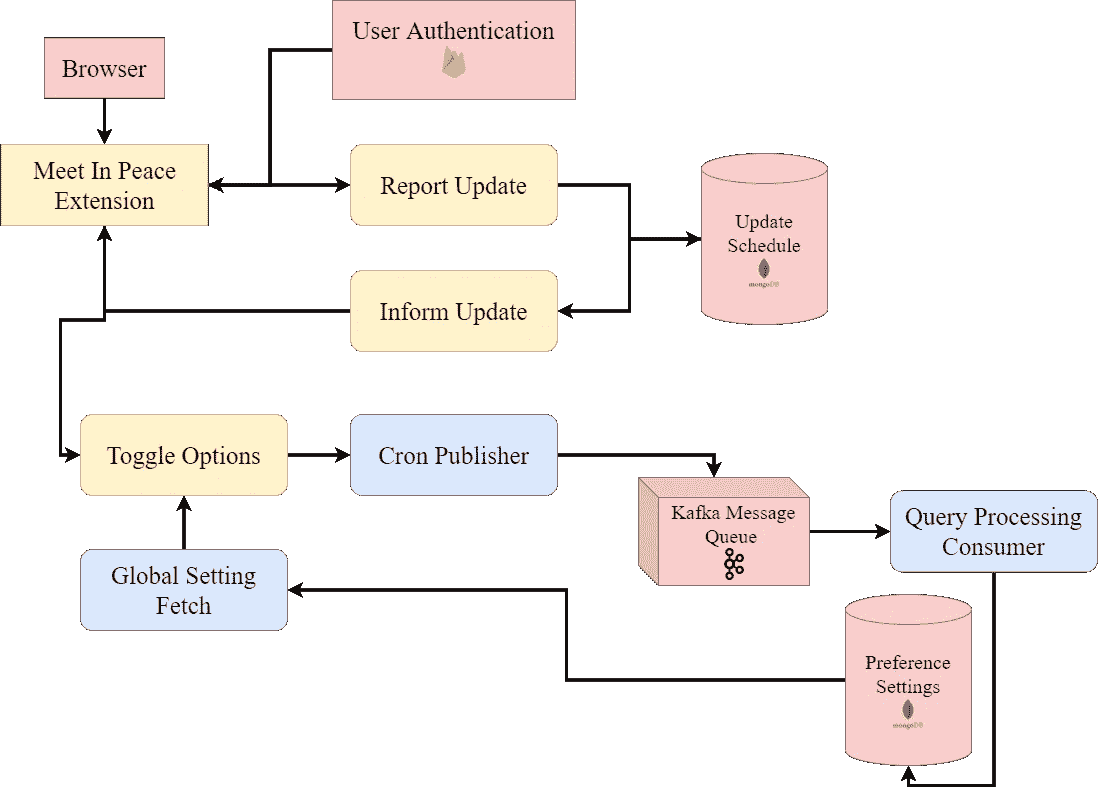 User Authentication
Browser
Meet In Peace
Extension
Report Update
Update
Schedule
mongoDB
Inform Update
Toggle Options
Cron Publisher
Kafka Message
Queue
Query Processing
Consumer
Global Setting
Fetch
Preference
Settings
mongoDB